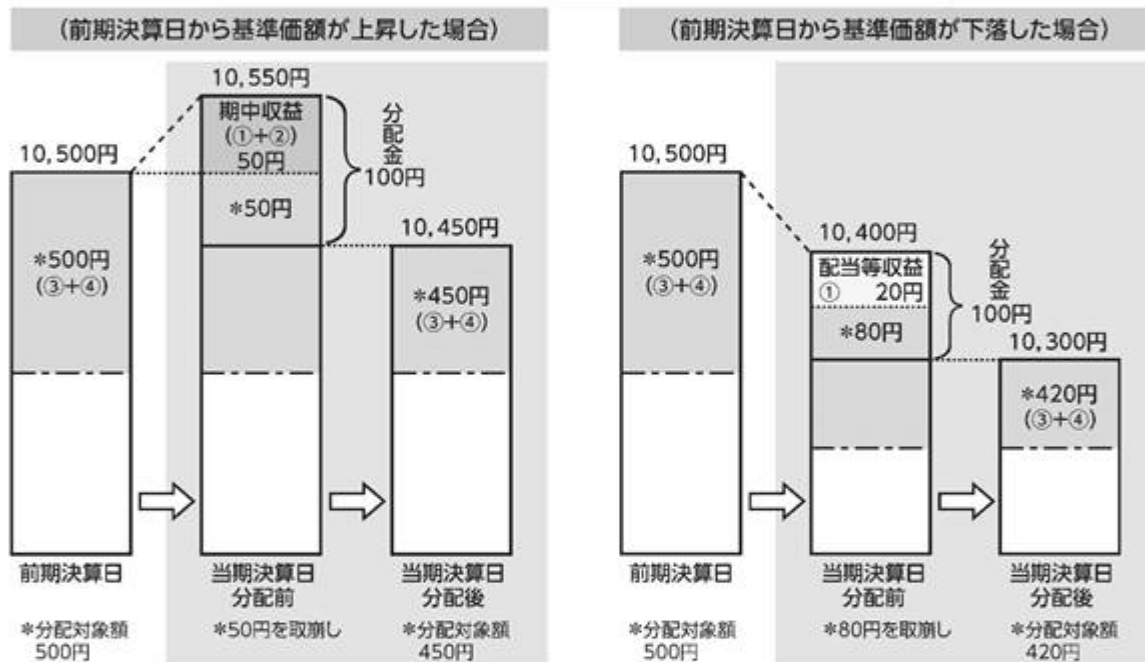 (前期決算日から基準価額が上昇した場合)
10,550円
期中収益
(①+②)
50円
*50円
分配金
100円
10,500円
*500円
(③+④)
10,450円
*450円
(③+④)
前期決算日
当期決算日
分配前
当期決算日
分配後
*分配対象額
500円
*50円を取崩し
*分配対象額
450円
(前期決算日から基準価額が下落した場合)
10,500円
*500円
(③+④)
10,400円
配当等収益
① 20円
*80円
分配金
100円
10,300円
*420円
(③+④)
前期決算日
当期決算日
分配前
当期決算日
分配後
*分配対象額
500円
*80円を取崩し
*分配対象額
420円